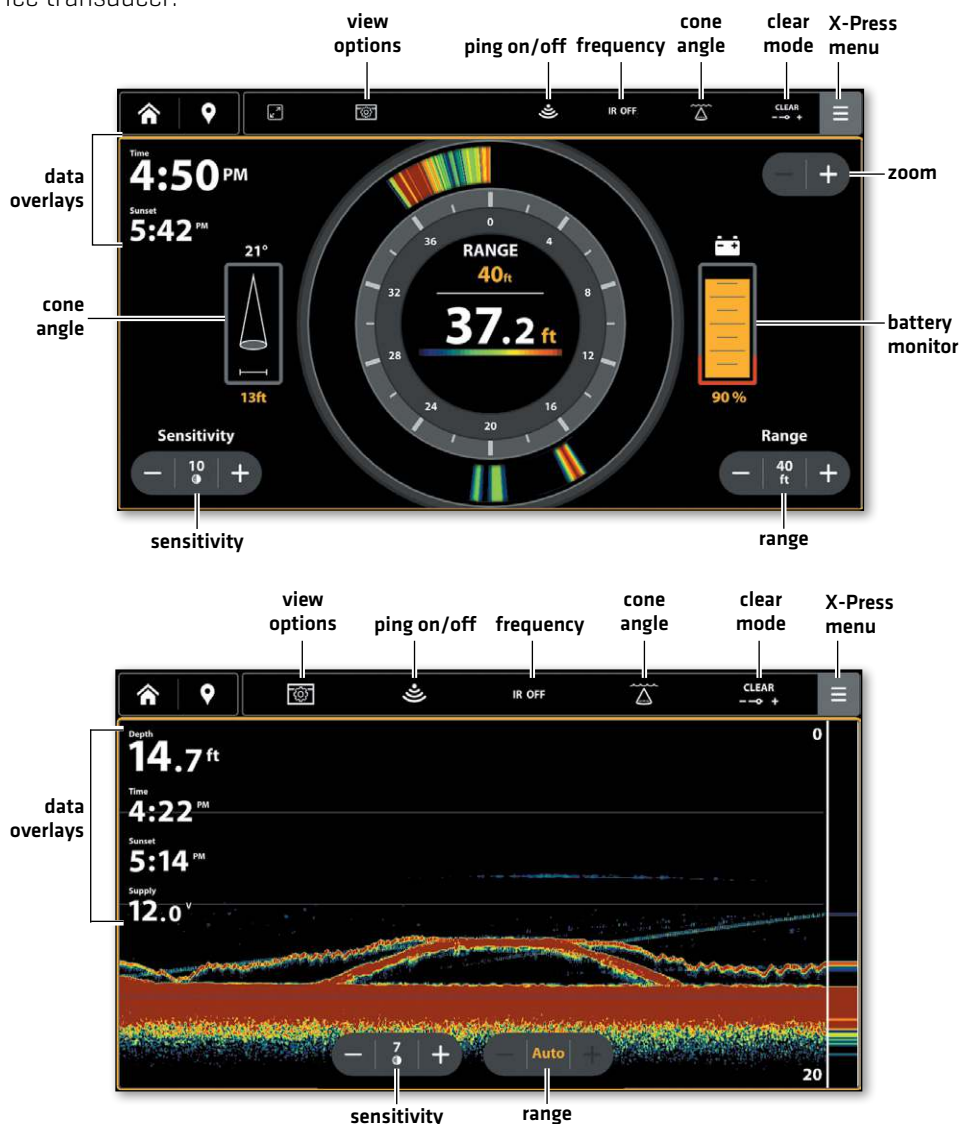 ice transducer.
view
options
ping on/off
frequency
cone
angle
clear
mode
X-Press
menu
IR OFF
CLEAR
data
overlays
Time
4:50 PM
Sunset
5:42 PM
zoom
21°
cone
angle
13ft
0
4
8
12
16
20
24
28
32
36
RANGE
40ft
37.2 ft
battery
monitor
90 %
Sensitivity
10
Range
40
ft
sensitivity
range
view
options
ping on/off
frequency
cone
angle
clear
mode
X-Press
menu
IR OFF
CLEAR
data
overlays
Depth
14.7 ft
Time
4:22 PM
Sunset
5:14 PM
Supply
12.0 V
0
20
7
Auto
sensitivity
range